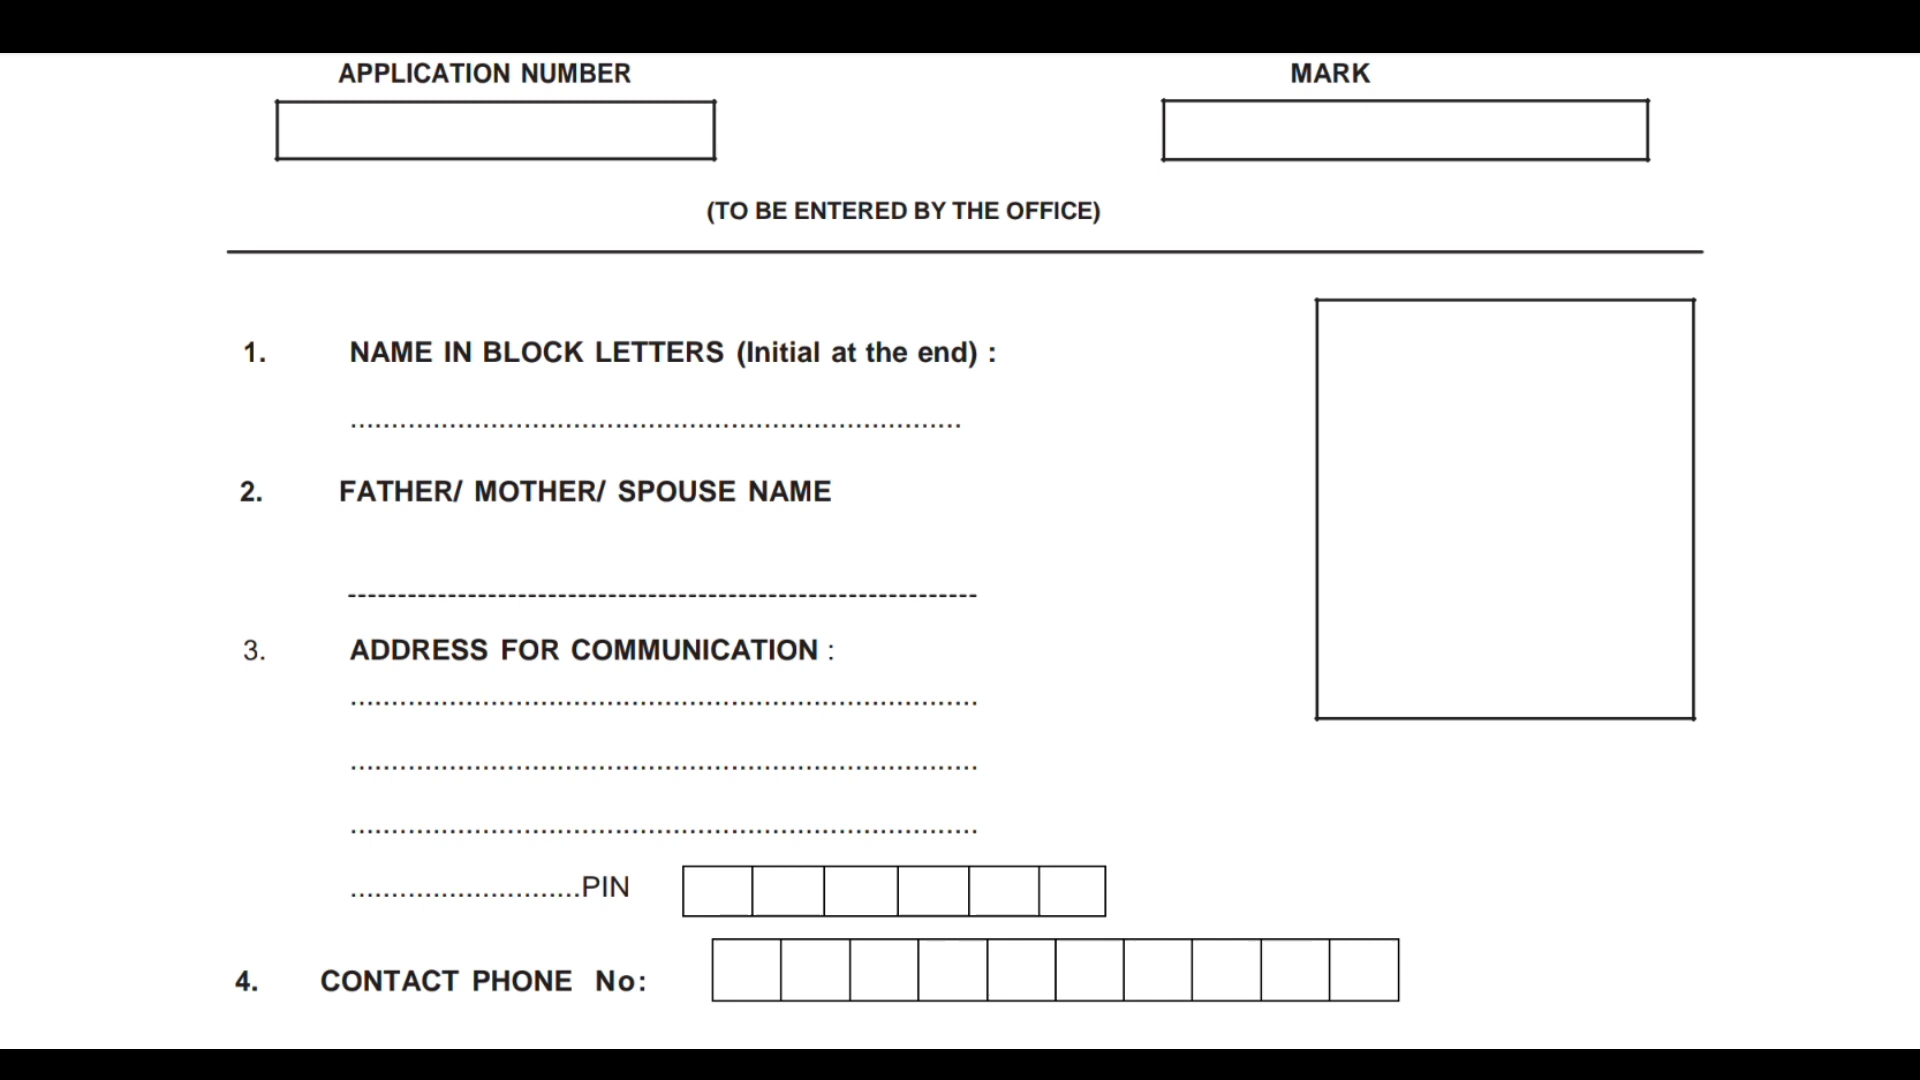 APPLICATION NUMBER MARK
(TO BE ENTERED BY THE OFFICE)
1. NAME IN BLOCK LETTERS (Initial at the end) :
..........................................................................
2. FATHER/ MOTHER/ SPOUSE NAME
----------------------------------------------------------------
3. ADDRESS FOR COMMUNICATION :
............................................................................
............................................................................
............................................................................
............................PIN
4. CONTACT PHONE No: